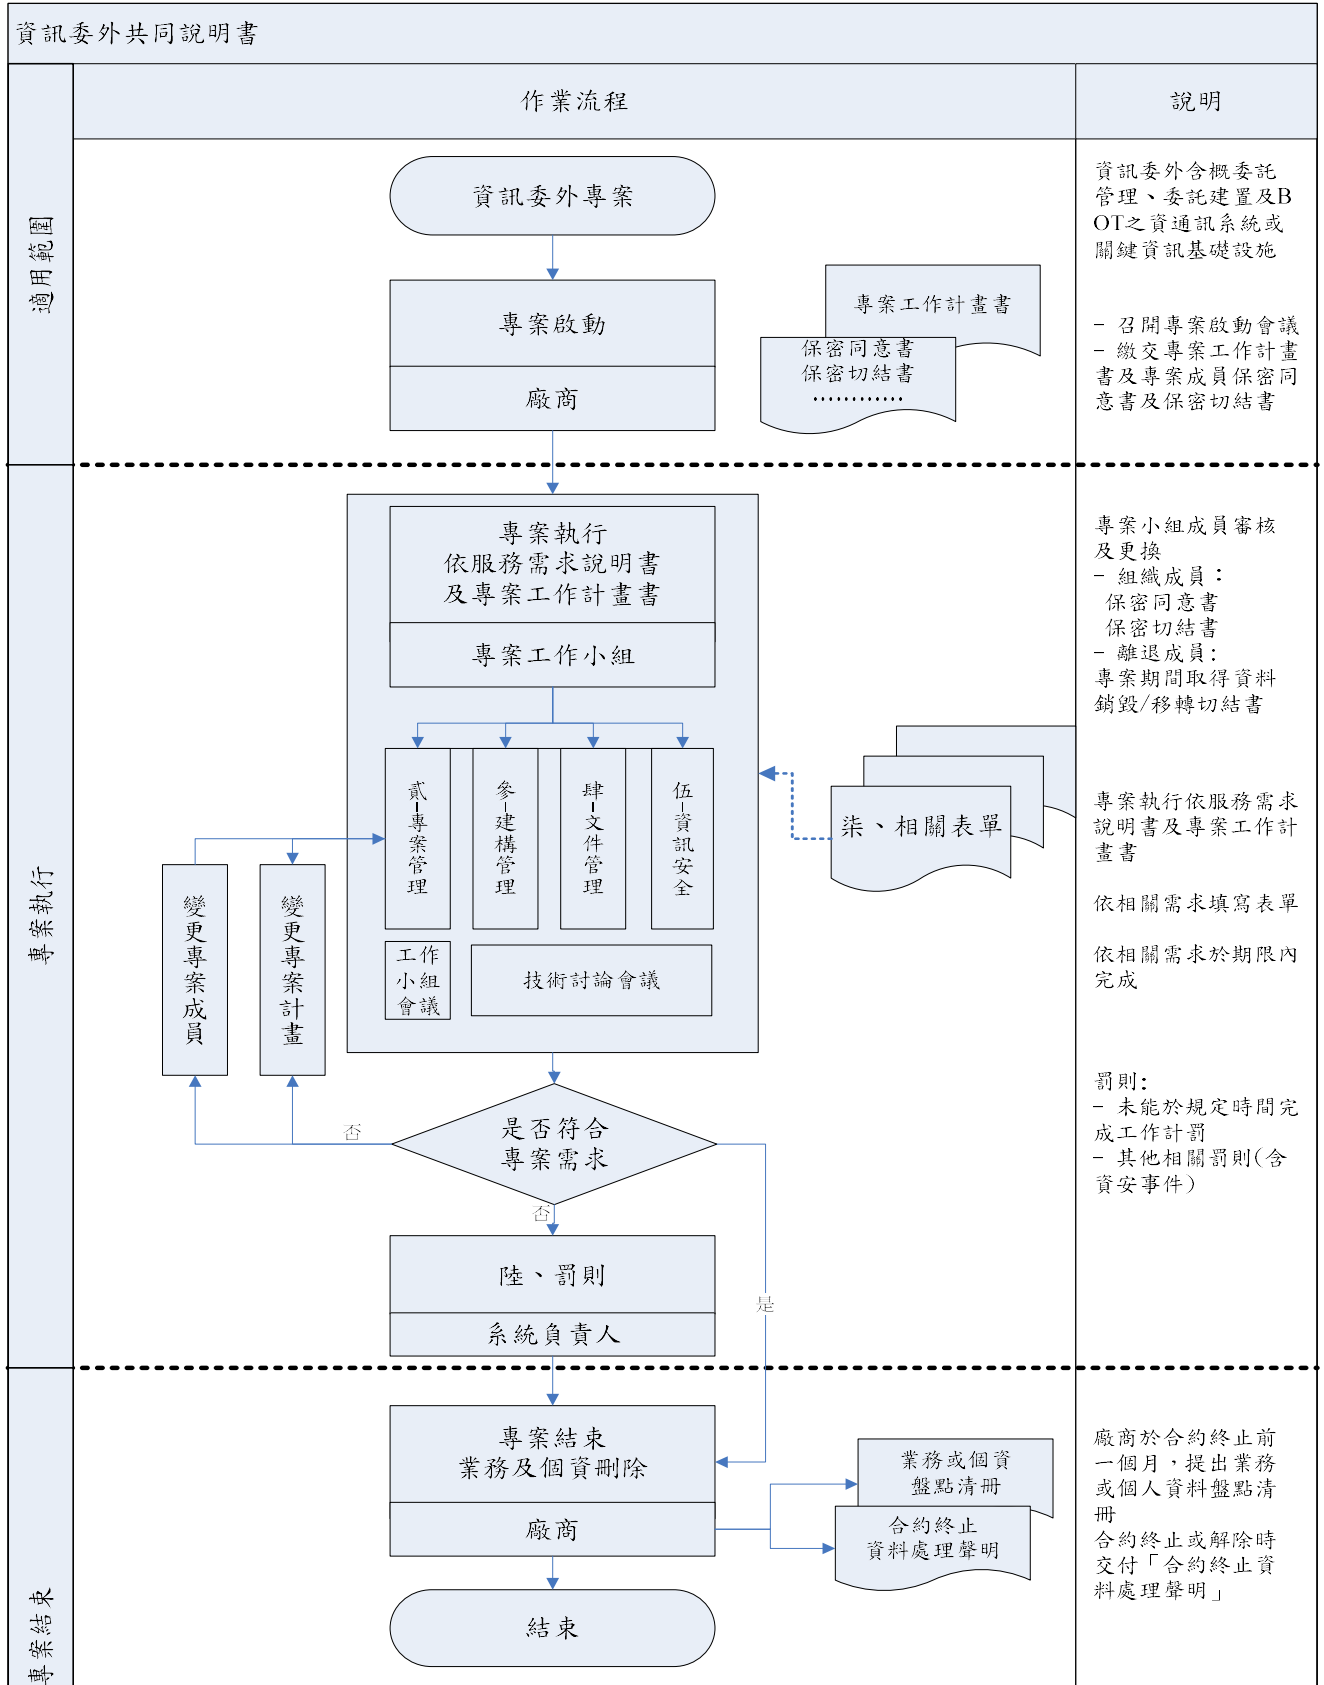 資訊委外共同說明書
作業流程
說明
適用範圍
資訊委外專案
專案啟動
廠商
專案工作計畫書
保密同意書
保密切結書
…………
資訊委外含概委託
管理、委託建置及B
OT之資通訊系統或
關鍵資訊基礎設施
- 召開專案啟動會議
- 繳交專案工作計畫
書及專案成員保密同
意書及保密切結書
專案執行
專案執行
依服務需求說明書
及專案工作計畫書
專案工作小組
貳-專案管理
參-建構管理
肆-文件管理
伍-資訊安全
工作
小組
會議
技術討論會議
柒、相關表單
變更專案成員
變更專案計畫
是否符合
專案需求
否
否
是
陸、罰則
系統負責人
專案小組成員審核
及更換
- 組織成員：
保密同意書
保密切結書
- 離退成員:
專案期間取得資料
銷毀/移轉切結書
專案執行依服務需求
說明書及專案工作計
畫書
依相關需求填寫表單
依相關需求於期限內
完成
罰則:
- 未能於規定時間完
成工作計罰
- 其他相關罰則(含
資安事件)
專案結束
專案結束
業務及個資刪除
廠商
業務或個資
盤點清冊
合約終止
資料處理聲明
結束
廠商於合約終止前
一個月，提出業務
或個人資料盤點清
冊
合約終止或解除時
交付「合約終止資
料處理聲明」